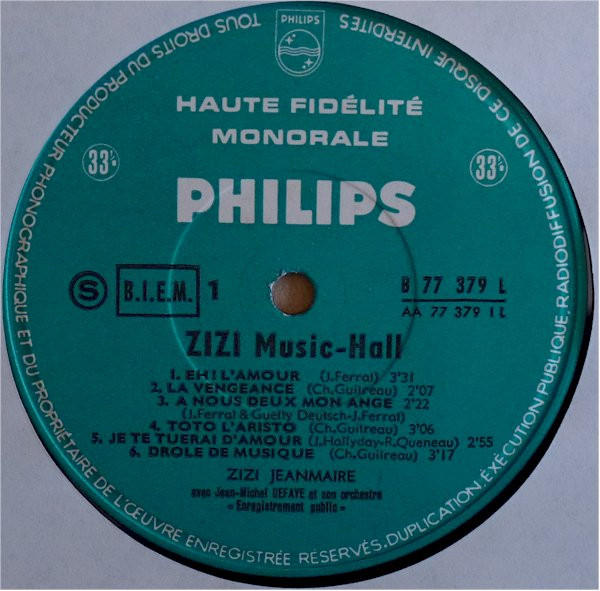 PHILIPS
HAUTE FIDÉLITÉ
MONORALE
33⅓ 33⅓
PHILIPS
S B.I.E.M. 1 B 77 379 L
AA 77 379 1 L
ZIZI Music-Hall
1. EH! L'AMOUR (J.Ferrat) 3'31
2. LA VENGEANCE (Ch.Guilreau) 2'07
3. A NOUS DEUX MON ANGE 2'22
(J.Ferral & Guelly Deutsch-J.Ferral)
4. TOTO L'ARISTO (Ch.Guilreau) 3'06
5. JE TE TUERAI D'AMOUR (J.Hallyday-R.Queneau) 2'55
6. DROLE DE MUSIQUE (Ch.Guilreau) 3'17
ZIZI JEANMAIRE
avec Jean-Michel DEFAYE et son orchestre
« Enregistrement public »
TOUS DROITS DU PRODUCTEUR PHONOGRAPHIQUE ET DU PROPRIÉTAIRE DE L'ŒUVRE ENREGISTRÉE RÉSERVÉS. DUPLICATION, EXÉCUTION PUBLIQUE, RADIODIFFUSION DE CE DISQUE INTERDITES